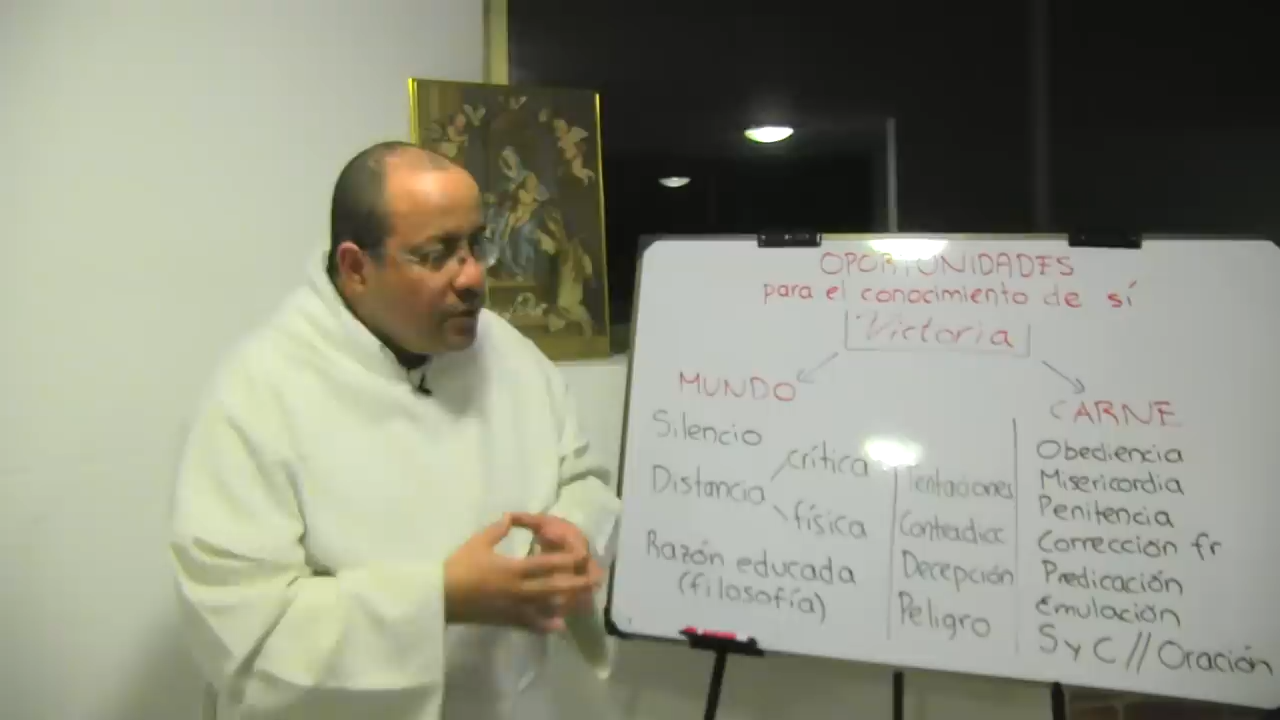 OPORTUNIDADES
para el conocimiento de sí
Victoria
MUNDO
Silencio
Distancia
crítica
física
Razón educada
(filosofía)
Tentaciones
Contradicc
Decepción
Peligro
CARNE
Obediencia
Misericordia
Penitencia
Corrección fr
Predicación
Emulación
S y C // Oración